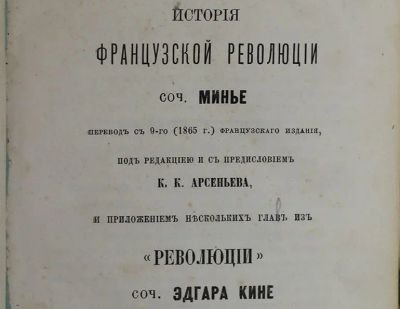 ИСТОРІЯ
ФРАНЦУЗСКОЙ РЕВОЛЮЦІИ
СОЧ. МИНЬЕ
ПЕРЕВОДЪ СЪ 9-ГО (1865 Г.) ФРАНЦУЗСКАГО ИЗДАНІЯ,
ПОДЪ РЕДАКЦІЕЮ И СЪ ПРЕДИСЛОВІЕМЪ
К. К. АРСЕНЬЕВА,
И ПРИЛОЖЕНІЕМЪ НѢСКОЛЬКИХЪ ГЛАВЪ ИЗЪ
«РЕВОЛЮЦІИ»
СОЧ. ЭДГАРА КИНЕ